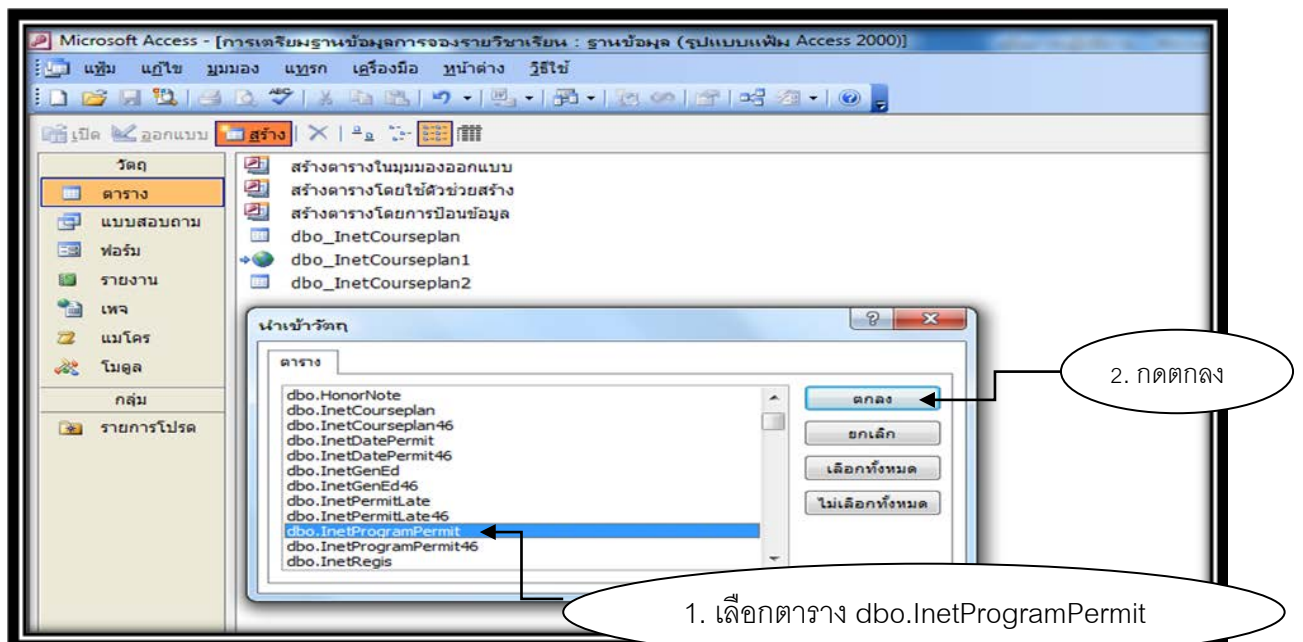 Microsoft Access - [การเตรียมฐานข้อมูลการจองรายวิชาเรียน : ฐานข้อมูล (รูปแบบแฟ้ม Access 2000)]
แฟ้ม แก้ไข มุมมอง แทรก เครื่องมือ หน้าต่าง วิธีใช้
เปิด ออกแบบ สร้าง
วัตถุ
ตาราง
แบบสอบถาม
ฟอร์ม
รายงาน
เพจ
แมโคร
โมดูล
กลุ่ม
รายการโปรด
สร้างตารางในมุมมองออกแบบ
สร้างตารางโดยใช้ตัวช่วยสร้าง
สร้างตารางโดยการป้อนข้อมูล
dbo_InetCourseplan
dbo_InetCourseplan1
dbo_InetCourseplan2
นำเข้าวัตถุ
ตาราง
dbo.HonorNote
dbo.InetCourseplan
dbo.InetCourseplan46
dbo.InetDatePermit
dbo.InetDatePermit46
dbo.InetGenEd
dbo.InetGenEd46
dbo.InetPermitLate
dbo.InetPermitLate46
dbo.InetProgramPermit
dbo.InetProgramPermit46
dbo.InetRegis
ตกลง
ยกเลิก
เลือกทั้งหมด
ไม่เลือกทั้งหมด
2. กดตกลง
1. เลือกตาราง dbo.InetProgramPermit